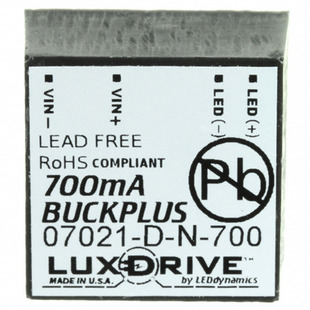 VIN - VIN + LED (-) LED (+)
LEAD FREE
RoHS COMPLIANT
Pb
700mA
BUCKPLUS
07021-D-N-700
LUXDRIVE
MADE IN U.S.A. by LEDdynamics